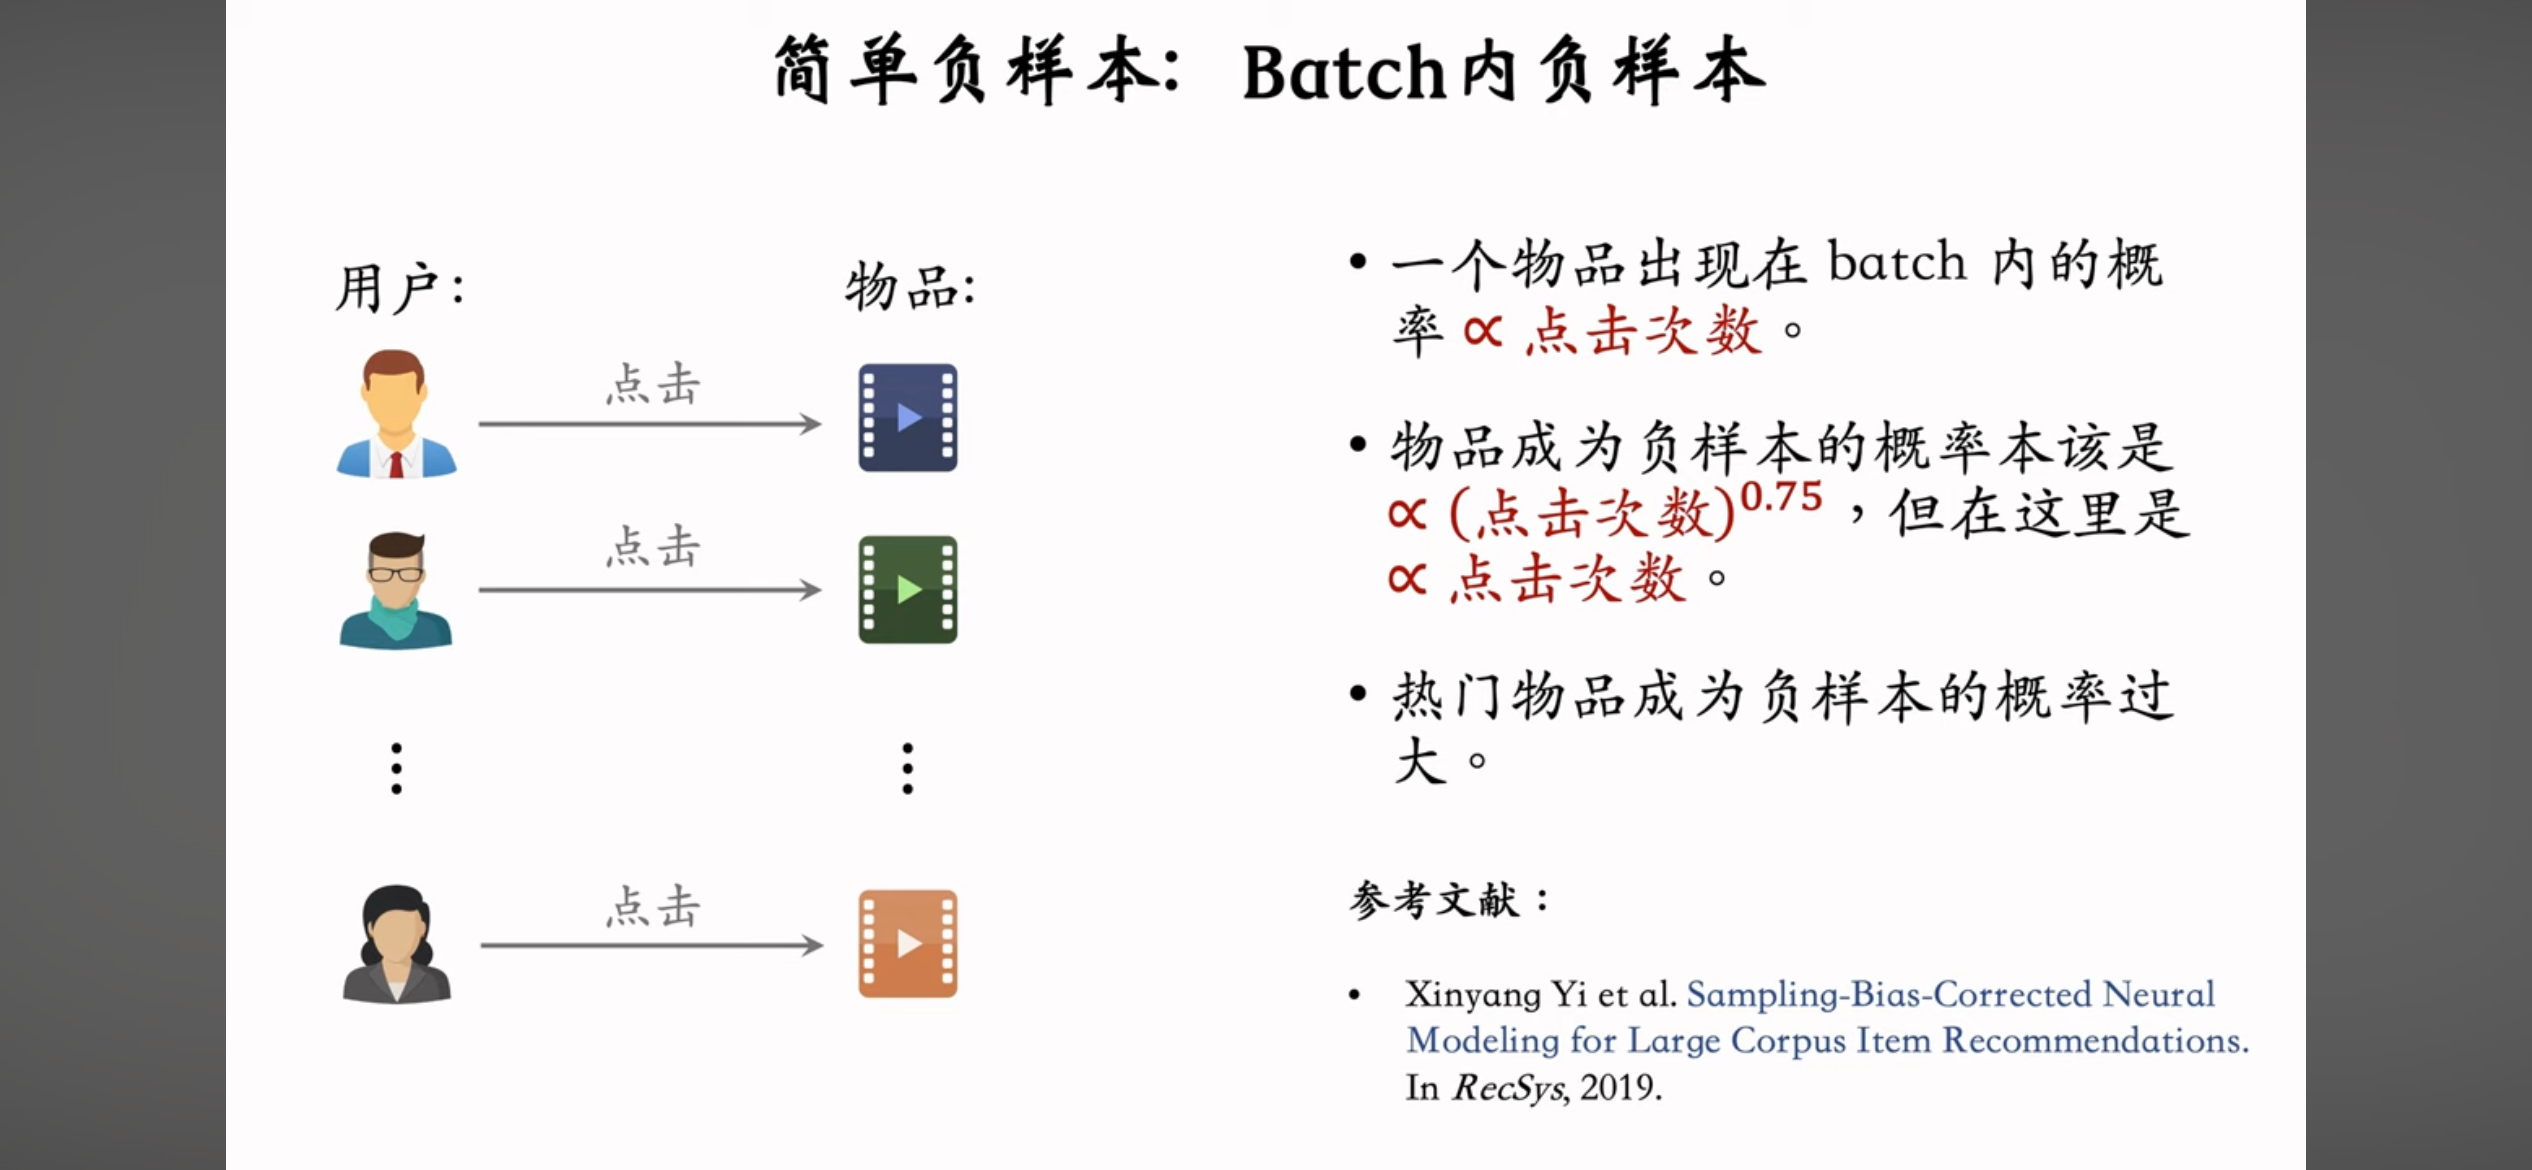 简单负样本：Batch内负样本
用户：
物品：
点击
点击
点击
• 一个物品出现在 batch 内的概
率 ∝ 点击次数。
• 物品成为负样本的概率本该是
∝ (点击次数)^0.75，但在这里是
∝ 点击次数。
• 热门物品成为负样本的概率过
大。
参考文献：
• Xinyang Yi et al. Sampling-Bias-Corrected Neural
Modeling for Large Corpus Item Recommendations.
In RecSys, 2019.